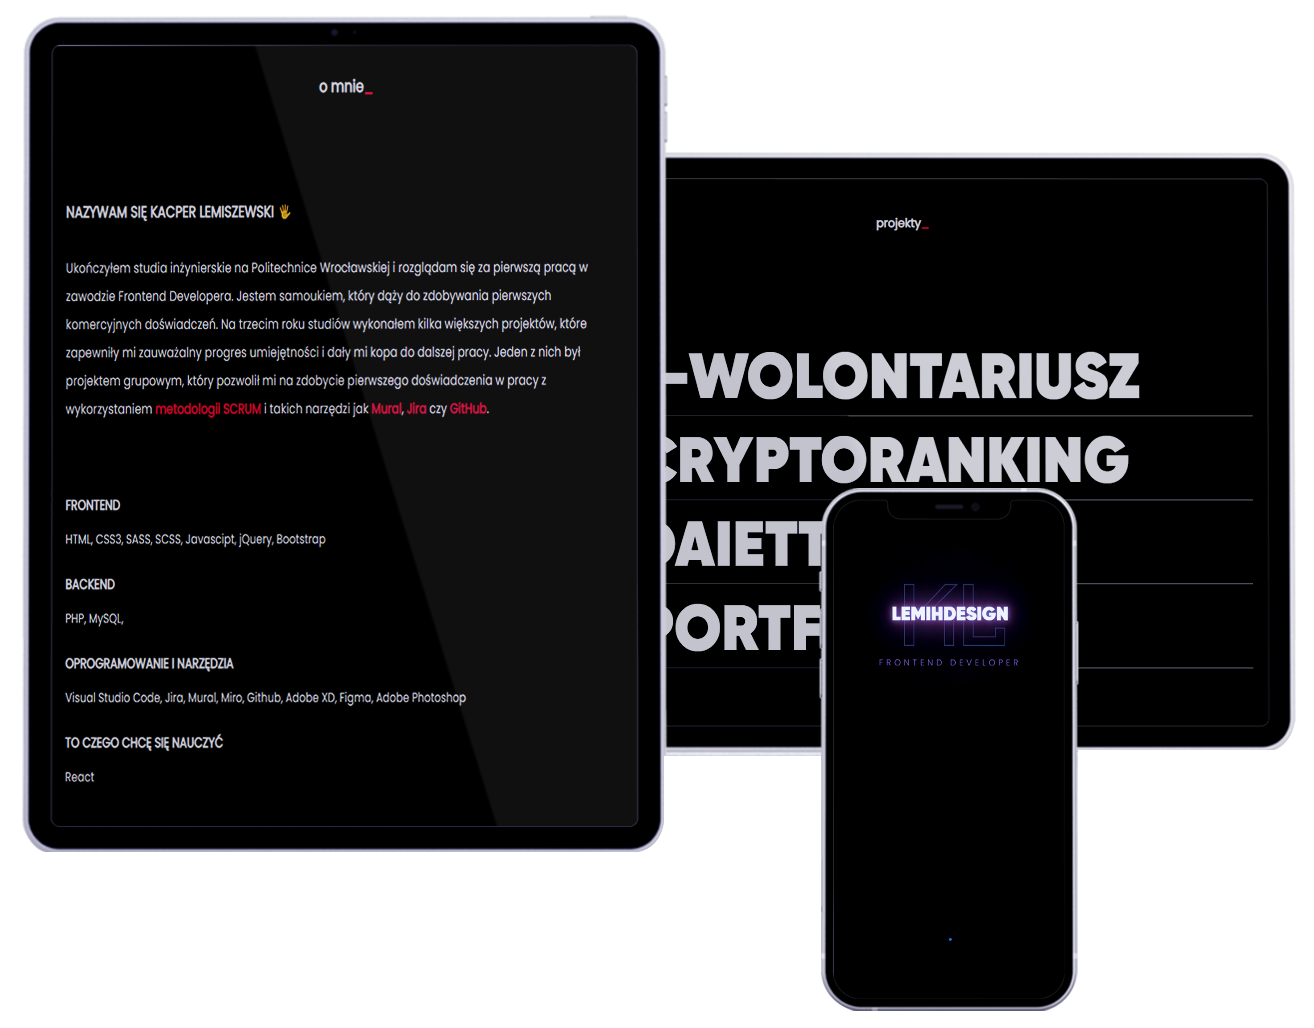 o mnie_
NAZYWAM SIĘ KACPER LEMISZEWSKI 🖐
Ukończyłem studia inżynierskie na Politechnice Wrocławskiej i rozglądam się za pierwszą pracą w
zawodzie Frontend Developera. Jestem samoukiem, który dąży do zdobywania pierwszych
komercyjnych doświadczeń. Na trzecim roku studiów wykonałem kilka większych projektów, które
zapewniły mi zauważalny progres umiejętności i dały mi kopa do dalszej pracy. Jeden z nich był
projektem grupowym, który pozwolił mi na zdobycie pierwszego doświadczenia w pracy z
wykorzystaniem metodologii SCRUM i takich narzędzi jak Mural, Jira czy GitHub.
FRONTEND
HTML, CSS3, SASS, SCSS, Javascipt, jQuery, Bootstrap
BACKEND
PHP, MySQL,
OPROGRAMOWANIE I NARZĘDZIA
Visual Studio Code, Jira, Mural, Miro, Github, Adobe XD, Figma, Adobe Photoshop
TO CZEGO CHCĘ SIĘ NAUCZYĆ
React
projekty_
-WOLONTARIUSZ
CRYPTORANKING
DAIETT
PORTF
KL
LEMIHDESIGN
FRONTEND DEVELOPER